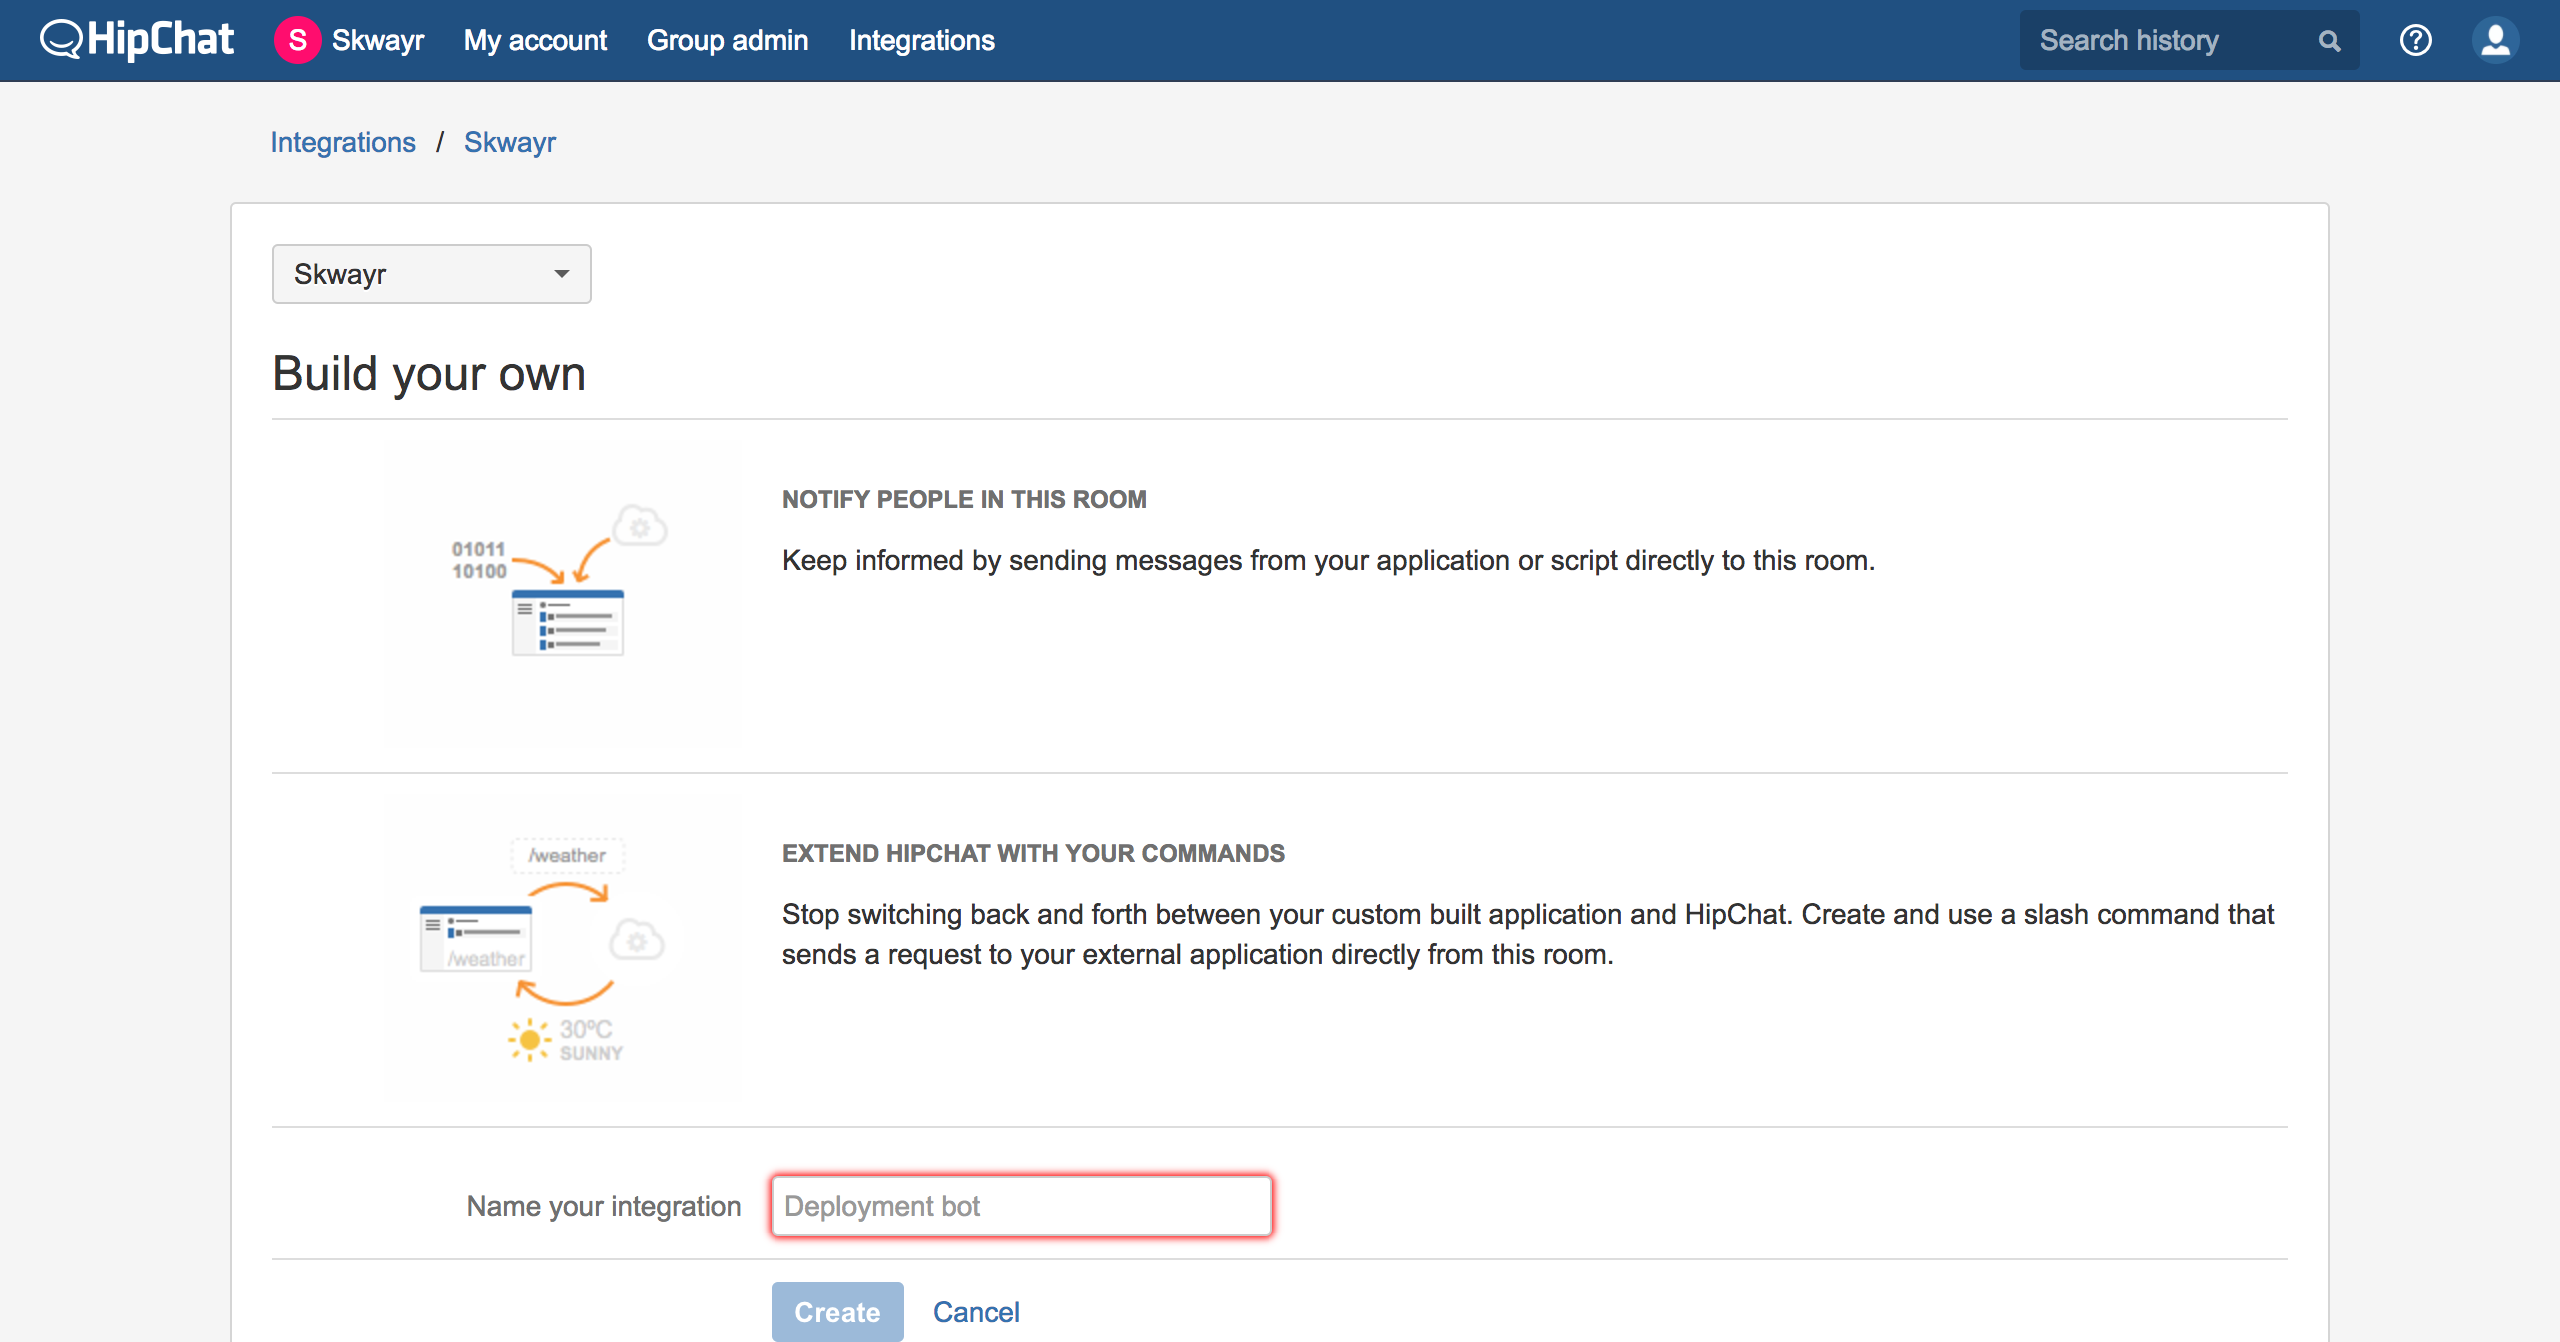 HipChat S Skwayr My account Group admin Integrations Search history ?
Integrations / Skwayr
Skwayr
Build your own
NOTIFY PEOPLE IN THIS ROOM
Keep informed by sending messages from your application or script directly to this room.
01011
10100
EXTEND HIPCHAT WITH YOUR COMMANDS
Stop switching back and forth between your custom built application and HipChat. Create and use a slash command that
sends a request to your external application directly from this room.
/weather
/weather
30ºC
SUNNY
Name your integration Deployment bot
Create Cancel